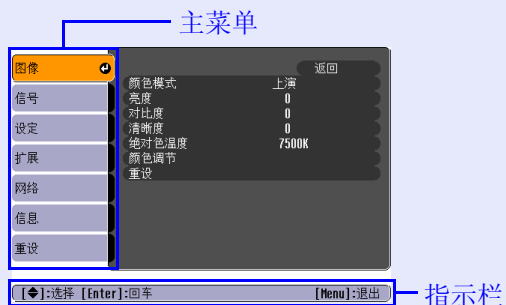 主菜单
图像
信号
设定
扩展
网络
信息
重设
返回
颜色模式 上演
亮度 0
对比度 0
清晰度 0
绝对色温度 7500K
颜色调节
重设
[◆]:选择 [Enter]:回车 [Menu]:退出
指示栏